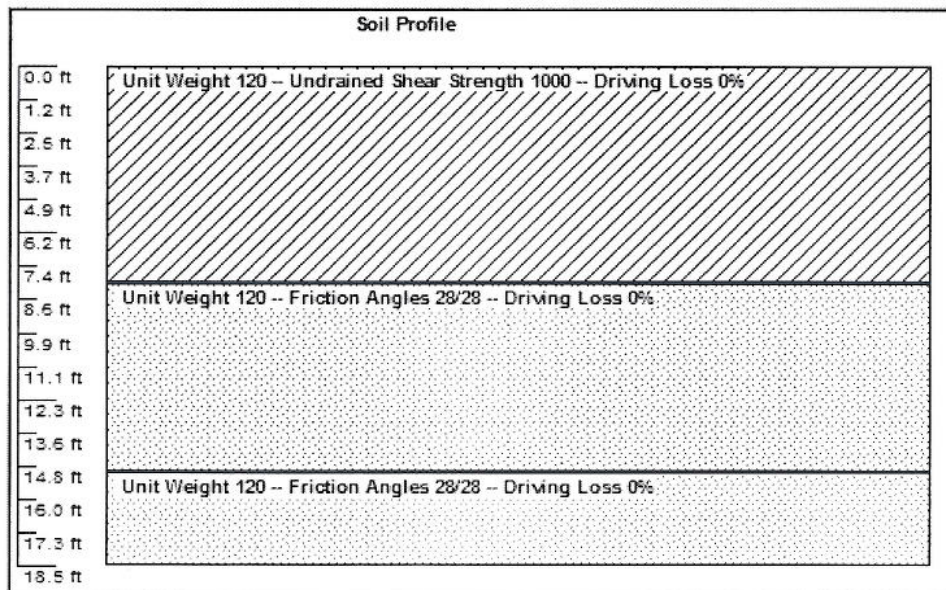 Soil Profile
0.0 ft
Unit Weight 120 -- Undrained Shear Strength 1000 -- Driving Loss 0%
1.2 ft
2.5 ft
3.7 ft
4.9 ft
6.2 ft
7.4 ft
Unit Weight 120 -- Friction Angles 28/28 -- Driving Loss 0%
8.6 ft
9.9 ft
11.1 ft
12.3 ft
13.6 ft
14.8 ft
Unit Weight 120 -- Friction Angles 28/28 -- Driving Loss 0%
16.0 ft
17.3 ft
18.5 ft